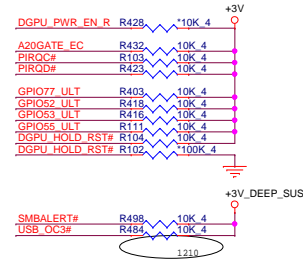 +3V
DGPU_PWR_EN_R R428 *10K_4
A20GATE_EC R432 10K_4
PIRQC# R103 10K_4
PIRQD# R423 10K_4
GPIO77_ULT R403 10K_4
GPIO52_ULT R418 10K_4
GPIO53_ULT R416 10K_4
GPIO55_ULT R111 10K_4
DGPU_HOLD_RST# R104 10K_4
DGPU_HOLD_RST# R102 *100K_4
+3V_DEEP_SUS
SMBALERT# R498 10K_4
USB_OC3# R484 10K_4
1210